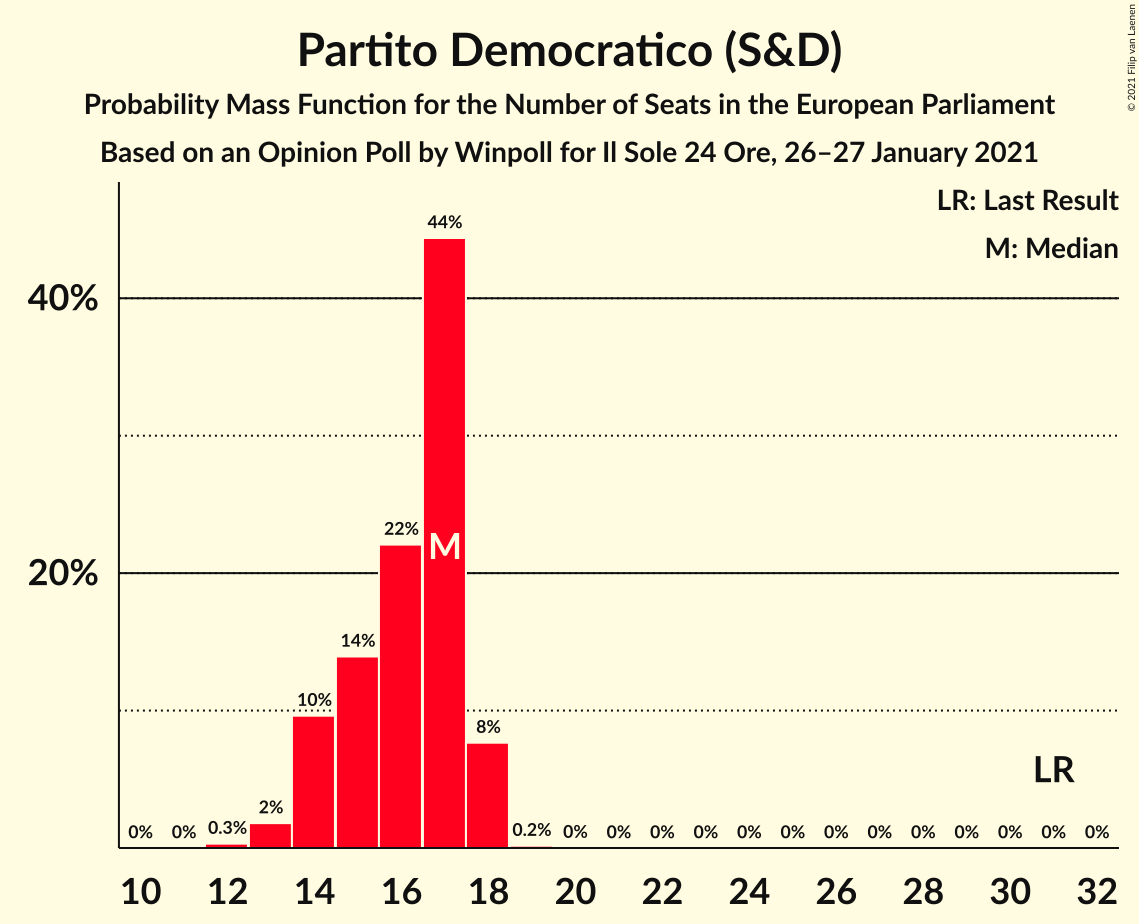 Partito Democratico (S&D)
Probability Mass Function for the Number of Seats in the European Parliament
Based on an Opinion Poll by Winpoll for Il Sole 24 Ore, 26–27 January 2021
© 2021 Filip van Laenen
LR: Last Result
M: Median
44%
40%
22%
M
20%
14%
10%
8%
LR
2%
0% 0% 0.3% 0.2% 0% 0% 0% 0% 0% 0% 0% 0% 0% 0% 0% 0% 0%
10 12 14 16 18 20 22 24 26 28 30 32